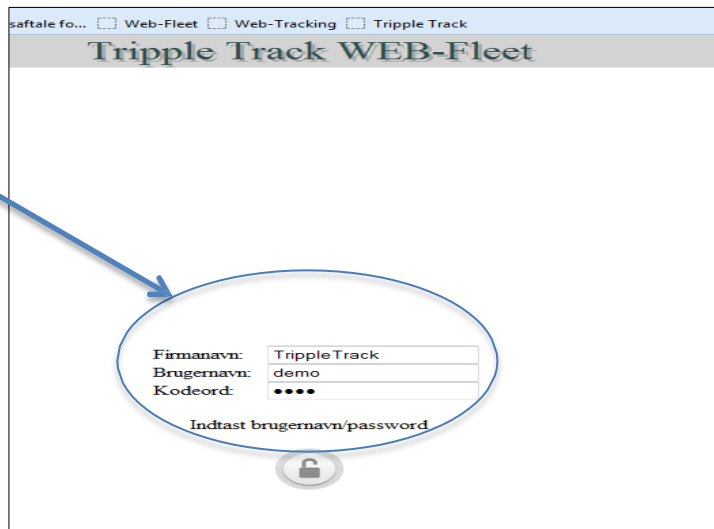 saftale fo... Web-Fleet Web-Tracking Tripple Track
Tripple Track WEB-Fleet
Firmanavn: TrippleTrack
Brugernavn: demo
Kodeord: ●●●●
Indtast brugernavn/password